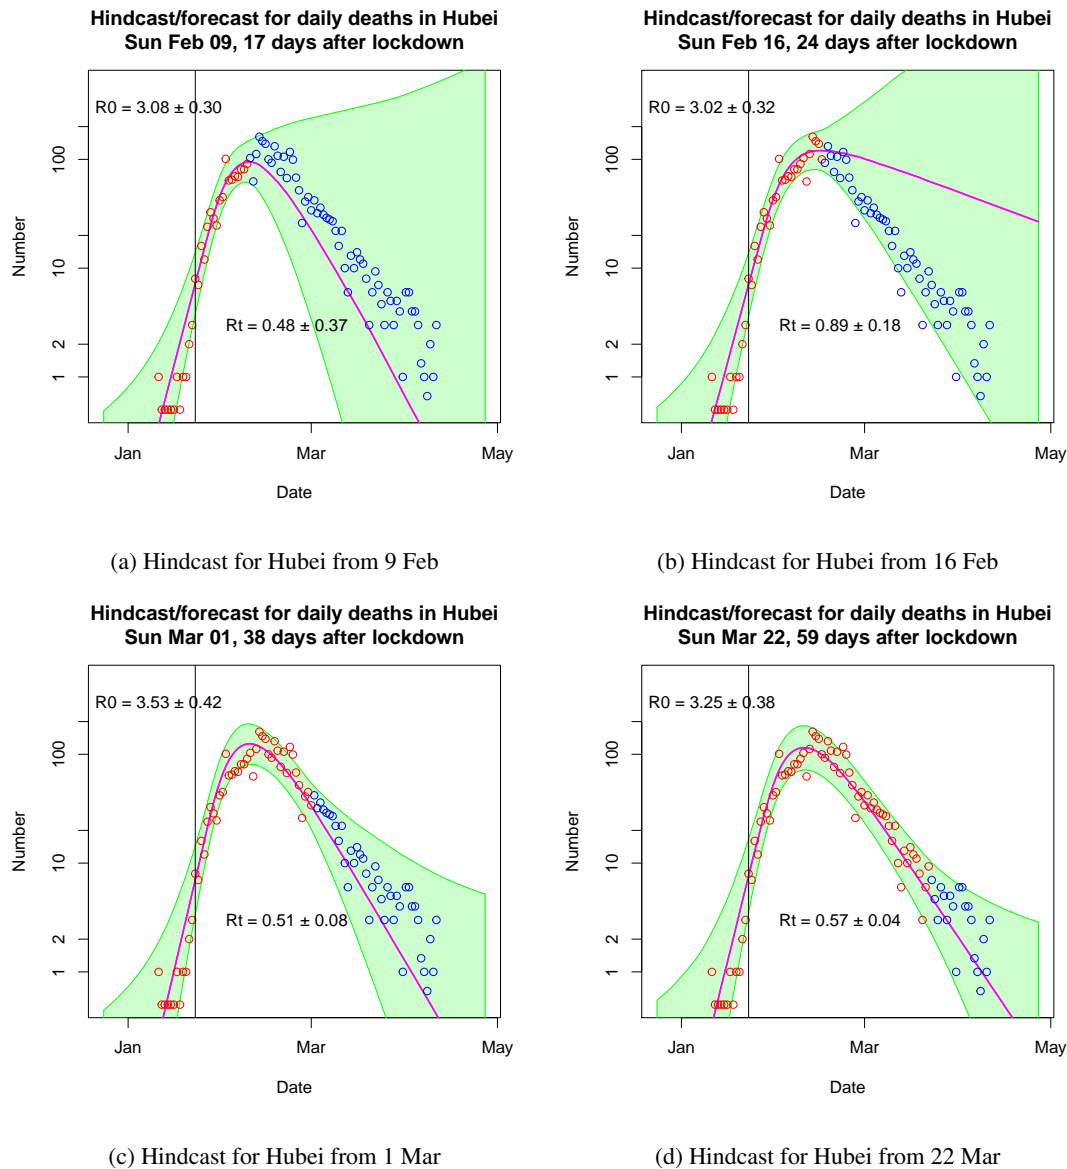 Hindcast/forecast for daily deaths in Hubei
Sun Feb 09, 17 days after lockdown
R0 = 3.08 ± 0.30
Rt = 0.48 ± 0.37
Number
100
10
2
1
Jan
Mar
May
Date
(a) Hindcast for Hubei from 9 Feb
Hindcast/forecast for daily deaths in Hubei
Sun Feb 16, 24 days after lockdown
R0 = 3.02 ± 0.32
Rt = 0.89 ± 0.18
Number
100
10
2
1
Jan
Mar
May
Date
(b) Hindcast for Hubei from 16 Feb
Hindcast/forecast for daily deaths in Hubei
Sun Mar 01, 38 days after lockdown
R0 = 3.53 ± 0.42
Rt = 0.51 ± 0.08
Number
100
10
2
1
Jan
Mar
May
Date
(c) Hindcast for Hubei from 1 Mar
Hindcast/forecast for daily deaths in Hubei
Sun Mar 22, 59 days after lockdown
R0 = 3.25 ± 0.38
Rt = 0.57 ± 0.04
Number
100
10
2
1
Jan
Mar
May
Date
(d) Hindcast for Hubei from 22 Mar